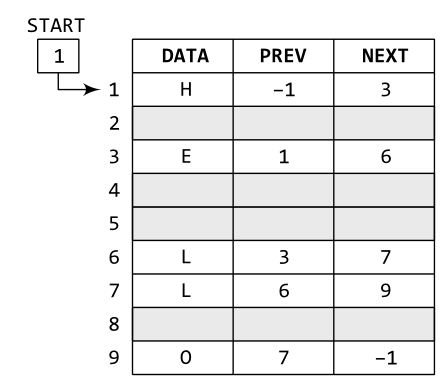 START
1
DATA PREV NEXT
1 H −1 3
2
3 E 1 6
4
5
6 L 3 7
7 L 6 9
8
9 O 7 −1